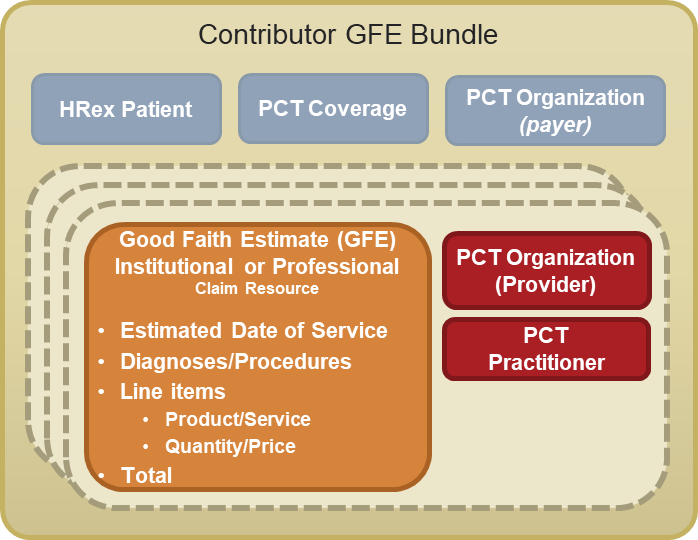 Contributor GFE Bundle
HRex Patient
PCT Coverage
PCT Organization
(payer)
Good Faith Estimate (GFE)
Institutional or Professional
Claim Resource
• Estimated Date of Service
• Diagnoses/Procedures
• Line items
• Product/Service
• Quantity/Price
• Total
PCT Organization
(Provider)
PCT
Practitioner